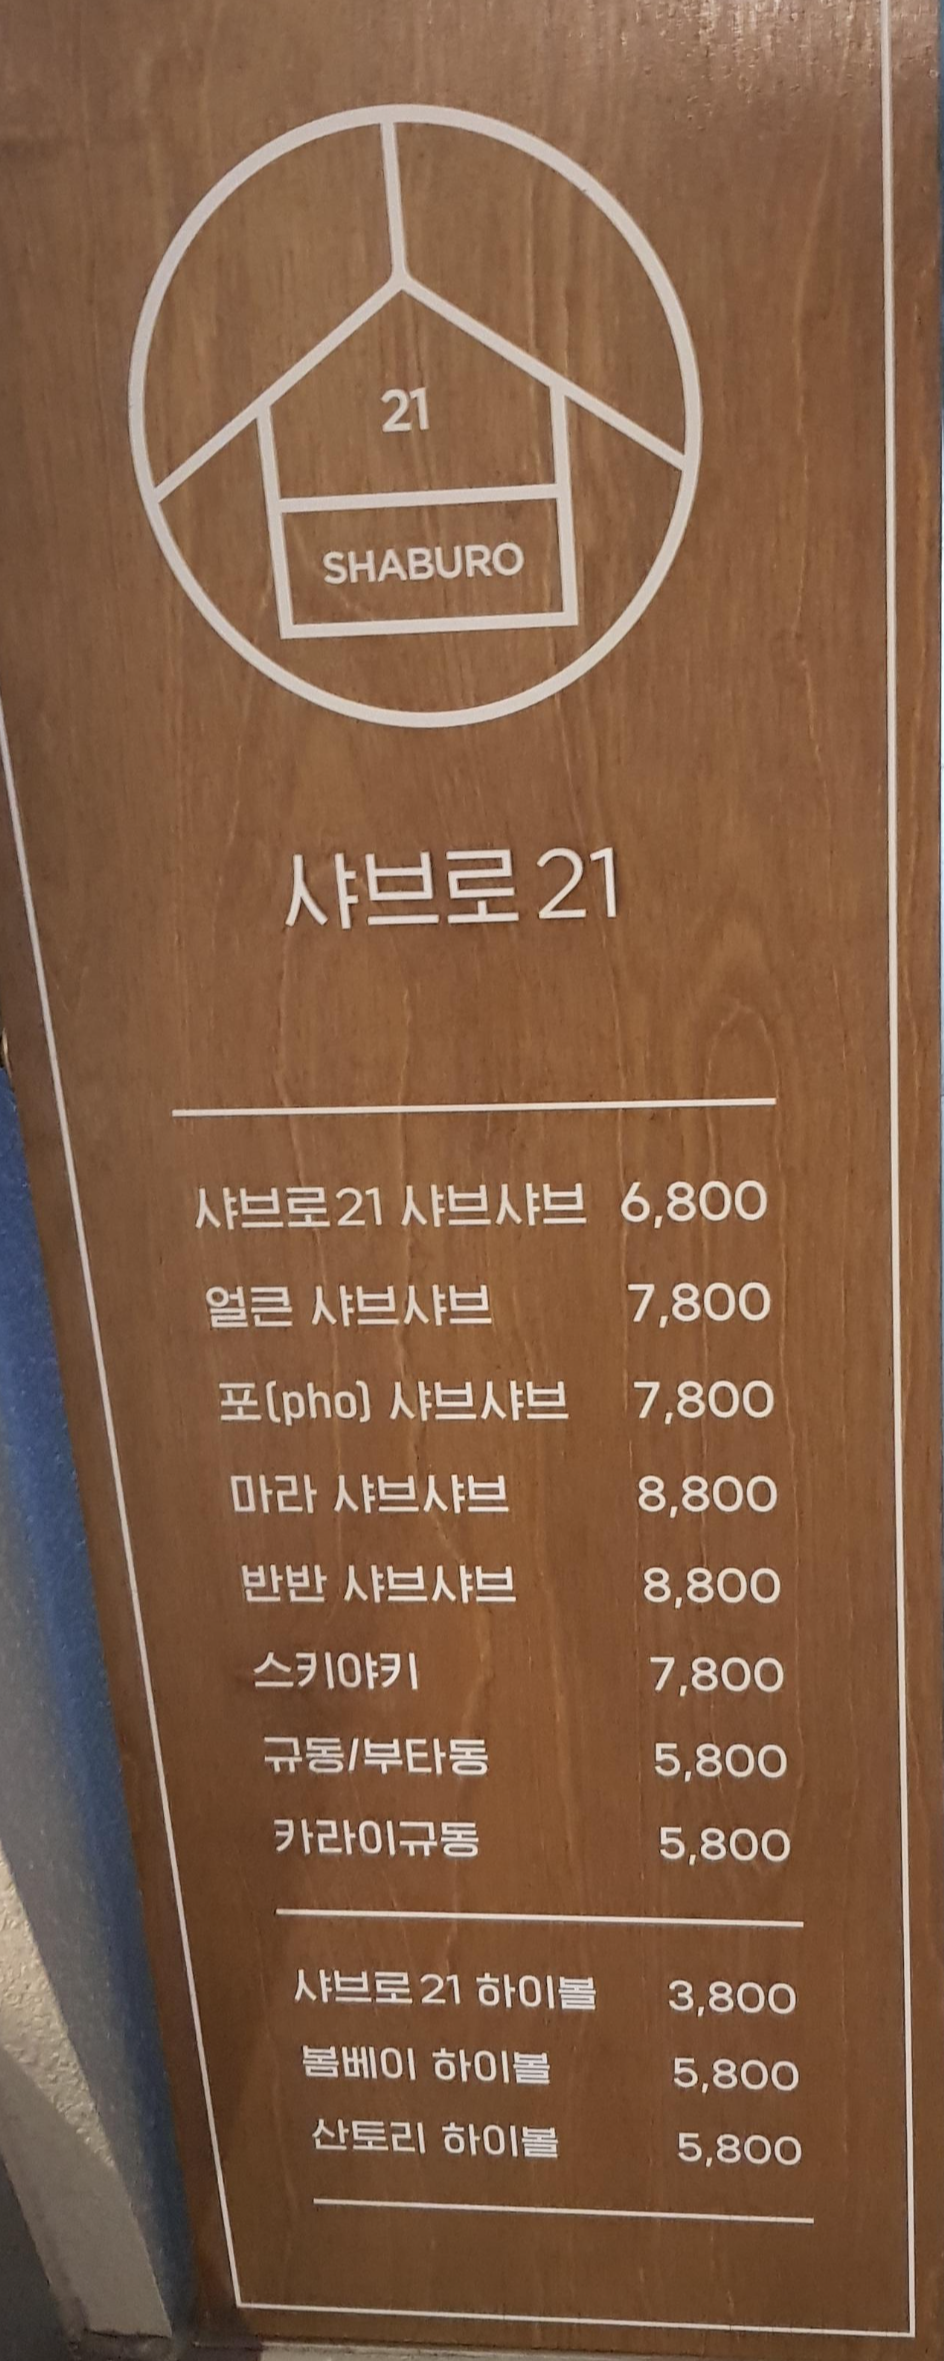 21
SHABURO
샤브로 21
샤브로21 샤브샤브 6,800
얼큰 샤브샤브 7,800
포(pho) 샤브샤브 7,800
마라 샤브샤브 8,800
반반 샤브샤브 8,800
스키야키 7,800
규동/부타동 5,800
카라이규동 5,800
샤브로 21 하이볼 3,800
봄베이 하이볼 5,800
산토리 하이볼 5,800